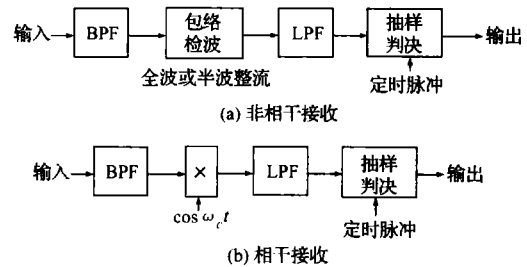 输入 BPF 包络检波 LPF 抽样判决 输出
全波或半波整流 定时脉冲
(a) 非相干接收
输入 BPF × LPF 抽样判决 输出
cos ω_c t 定时脉冲
(b) 相干接收